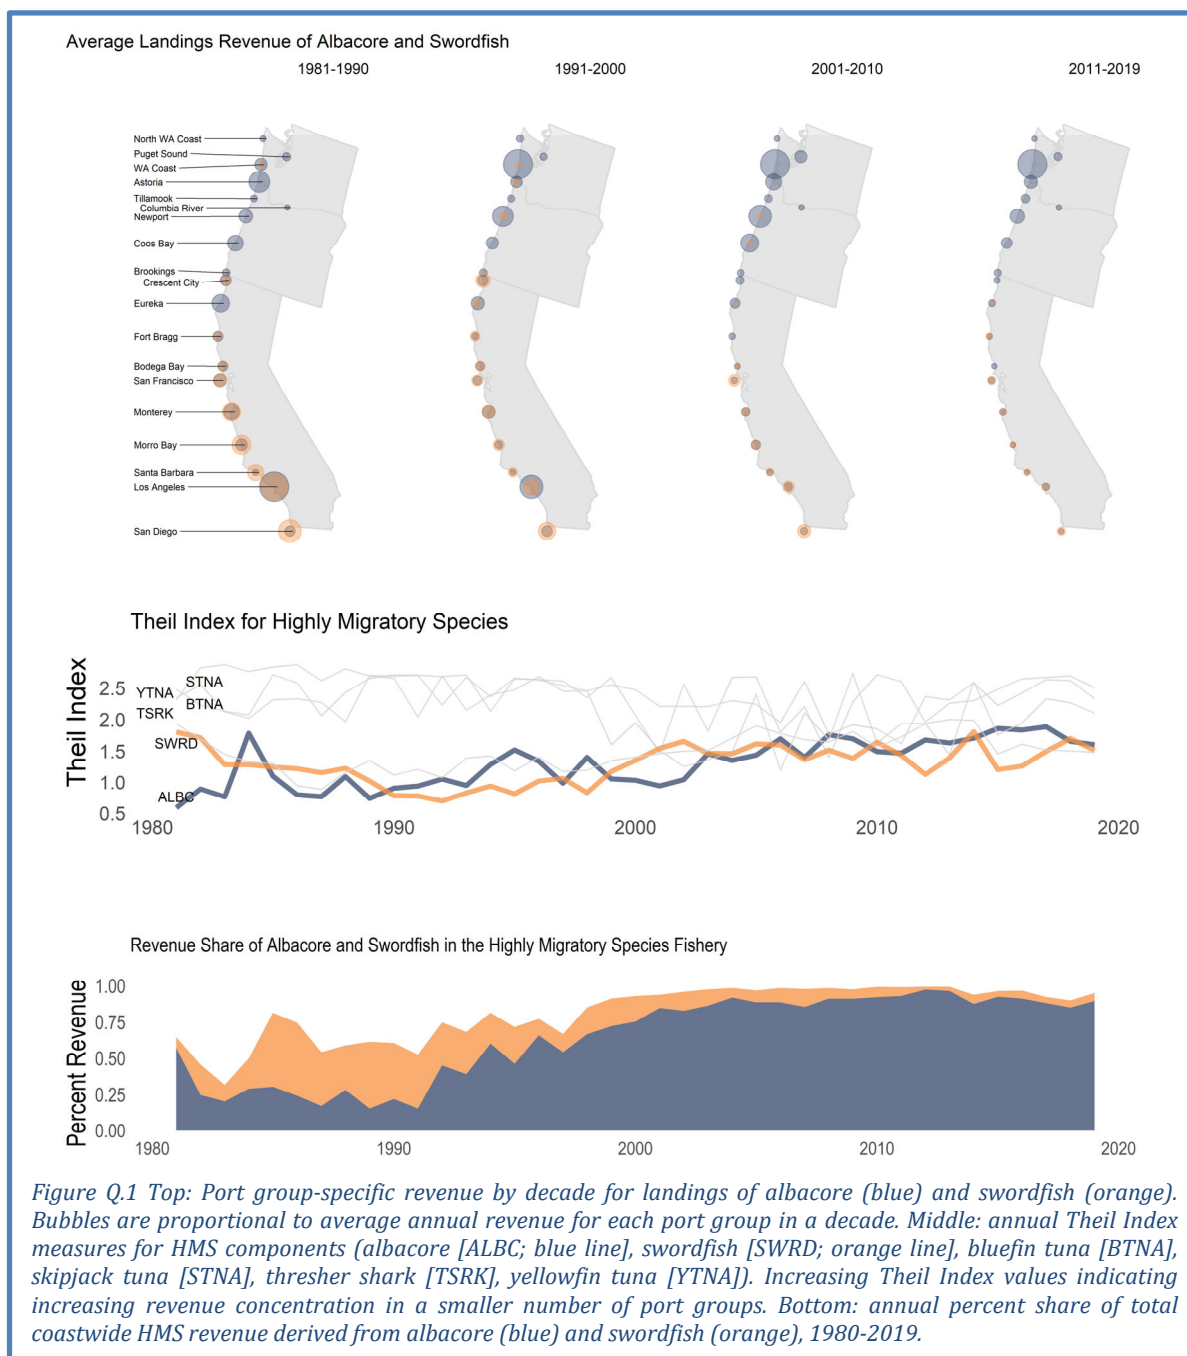 Average Landings Revenue of Albacore and Swordfish
1981-1990 1991-2000 2001-2010 2011-2019
North WA Coast
Puget Sound
WA Coast
Astoria
Tillamook
Columbia River
Newport
Coos Bay
Brookings
Crescent City
Eureka
Fort Bragg
Bodega Bay
San Francisco
Monterey
Morro Bay
Santa Barbara
Los Angeles
San Diego
Theil Index for Highly Migratory Species
Theil Index
2.5
2.0
1.5
1.0
0.5
YTNA
STNA
BTNA
TSRK
SWRD
ALBC
1980 1990 2000 2010 2020
Revenue Share of Albacore and Swordfish in the Highly Migratory Species Fishery
Percent Revenue
1.00
0.75
0.50
0.25
0.00
1980 1990 2000 2010 2020
Figure Q.1 Top: Port group-specific revenue by decade for landings of albacore (blue) and swordfish (orange).
Bubbles are proportional to average annual revenue for each port group in a decade. Middle: annual Theil Index
measures for HMS components (albacore [ALBC; blue line], swordfish [SWRD; orange line], bluefin tuna [BTNA],
skipjack tuna [STNA], thresher shark [TSRK], yellowfin tuna [YTNA]). Increasing Theil Index values indicating
increasing revenue concentration in a smaller number of port groups. Bottom: annual percent share of total
coastwide HMS revenue derived from albacore (blue) and swordfish (orange), 1980-2019.